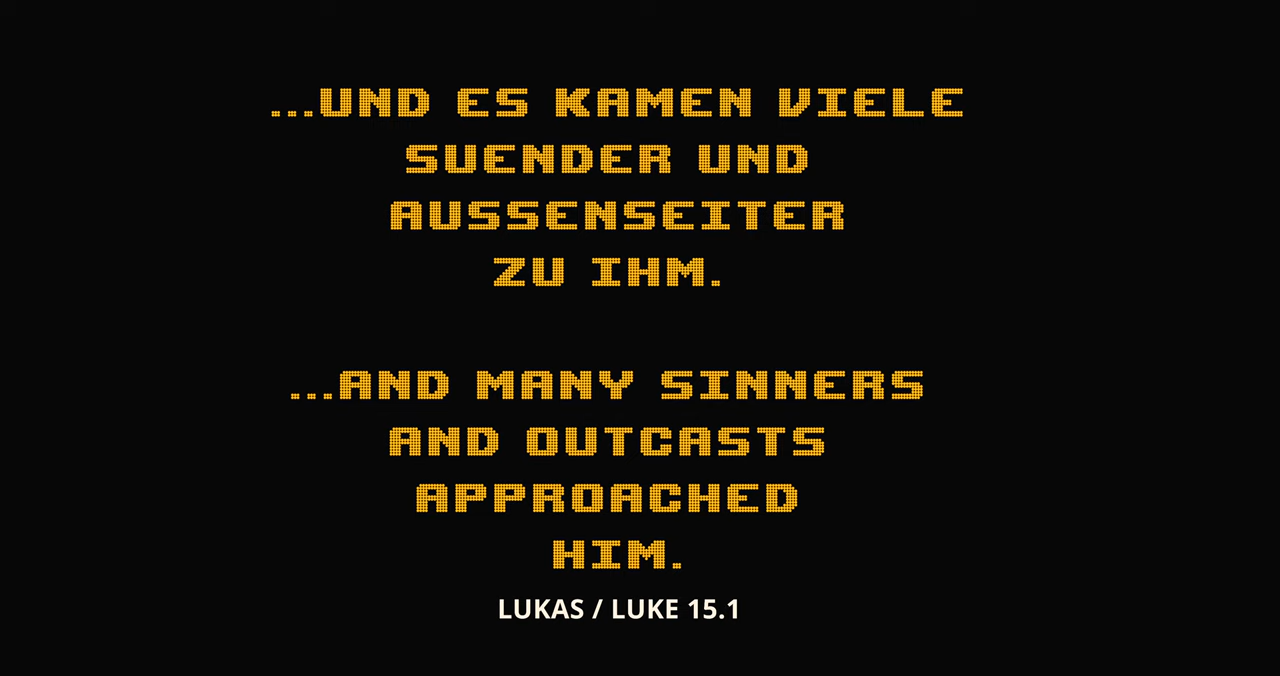 ...UND ES KAMEN VIELE
SUENDER UND
AUSSENSEITER
ZU IHM.
...AND MANY SINNERS
AND OUTCASTS
APPROACHED
HIM.
LUKAS / LUKE 15.1